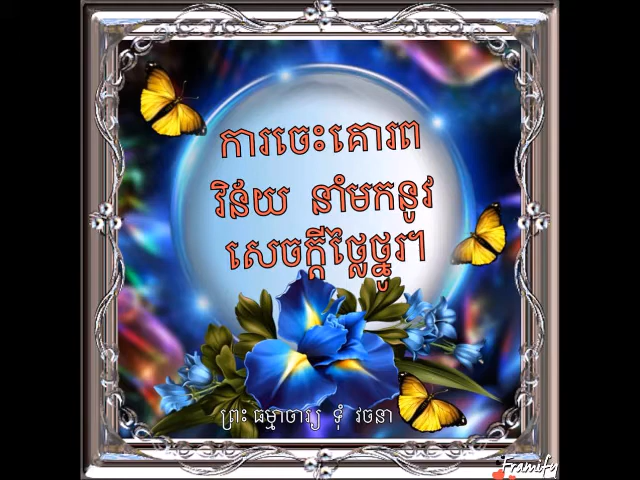 ការចេះគោរព
វិន័យ នាំមកនូវ
សេចក្ដីថ្លៃថ្នូរ។
ព្រះ ធម្មាចារ្យ ទុំ វចនា
Framify